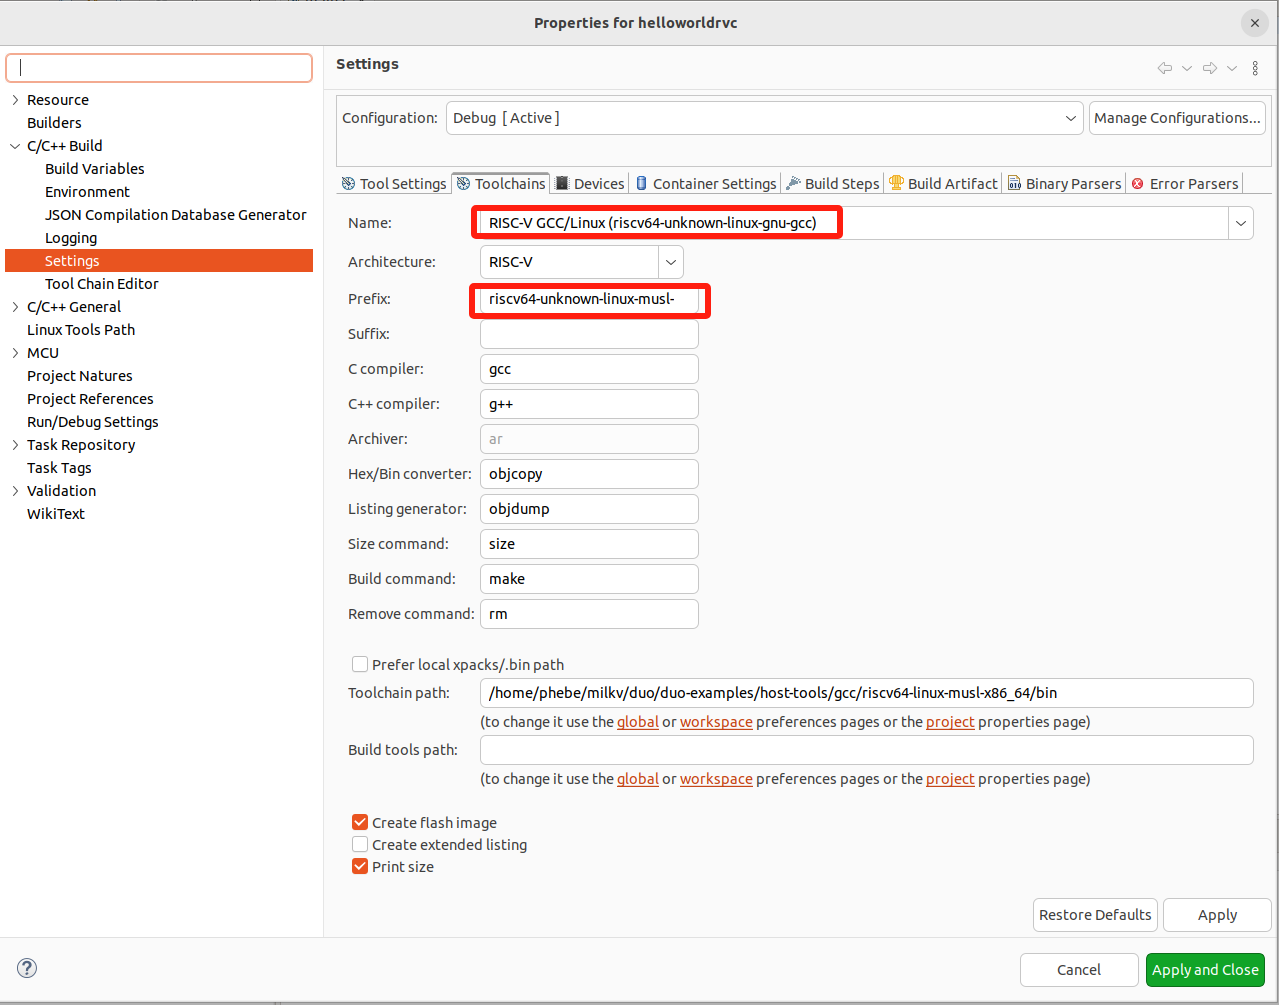 Properties for helloworldrvc
Settings
Resource
Builders
C/C++ Build
Build Variables
Environment
JSON Compilation Database Generator
Logging
Settings
Tool Chain Editor
C/C++ General
Linux Tools Path
MCU
Project Natures
Project References
Run/Debug Settings
Task Repository
Task Tags
Validation
WikiText
Configuration: Debug [ Active ] Manage Configurations...
Tool Settings Toolchains Devices Container Settings Build Steps Build Artifact Binary Parsers Error Parsers
Name: RISC-V GCC/Linux (riscv64-unknown-linux-gnu-gcc)
Architecture: RISC-V
Prefix: riscv64-unknown-linux-musl-
Suffix:
C compiler: gcc
C++ compiler: g++
Archiver: ar
Hex/Bin converter: objcopy
Listing generator: objdump
Size command: size
Build command: make
Remove command: rm
Prefer local xpacks/.bin path
Toolchain path: /home/phebe/milkv/duo/duo-examples/host-tools/gcc/riscv64-linux-musl-x86_64/bin
(to change it use the global or workspace preferences pages or the project properties page)
Build tools path:
(to change it use the global or workspace preferences pages or the project properties page)
Create flash image
Create extended listing
Print size
Restore Defaults Apply
Cancel Apply and Close